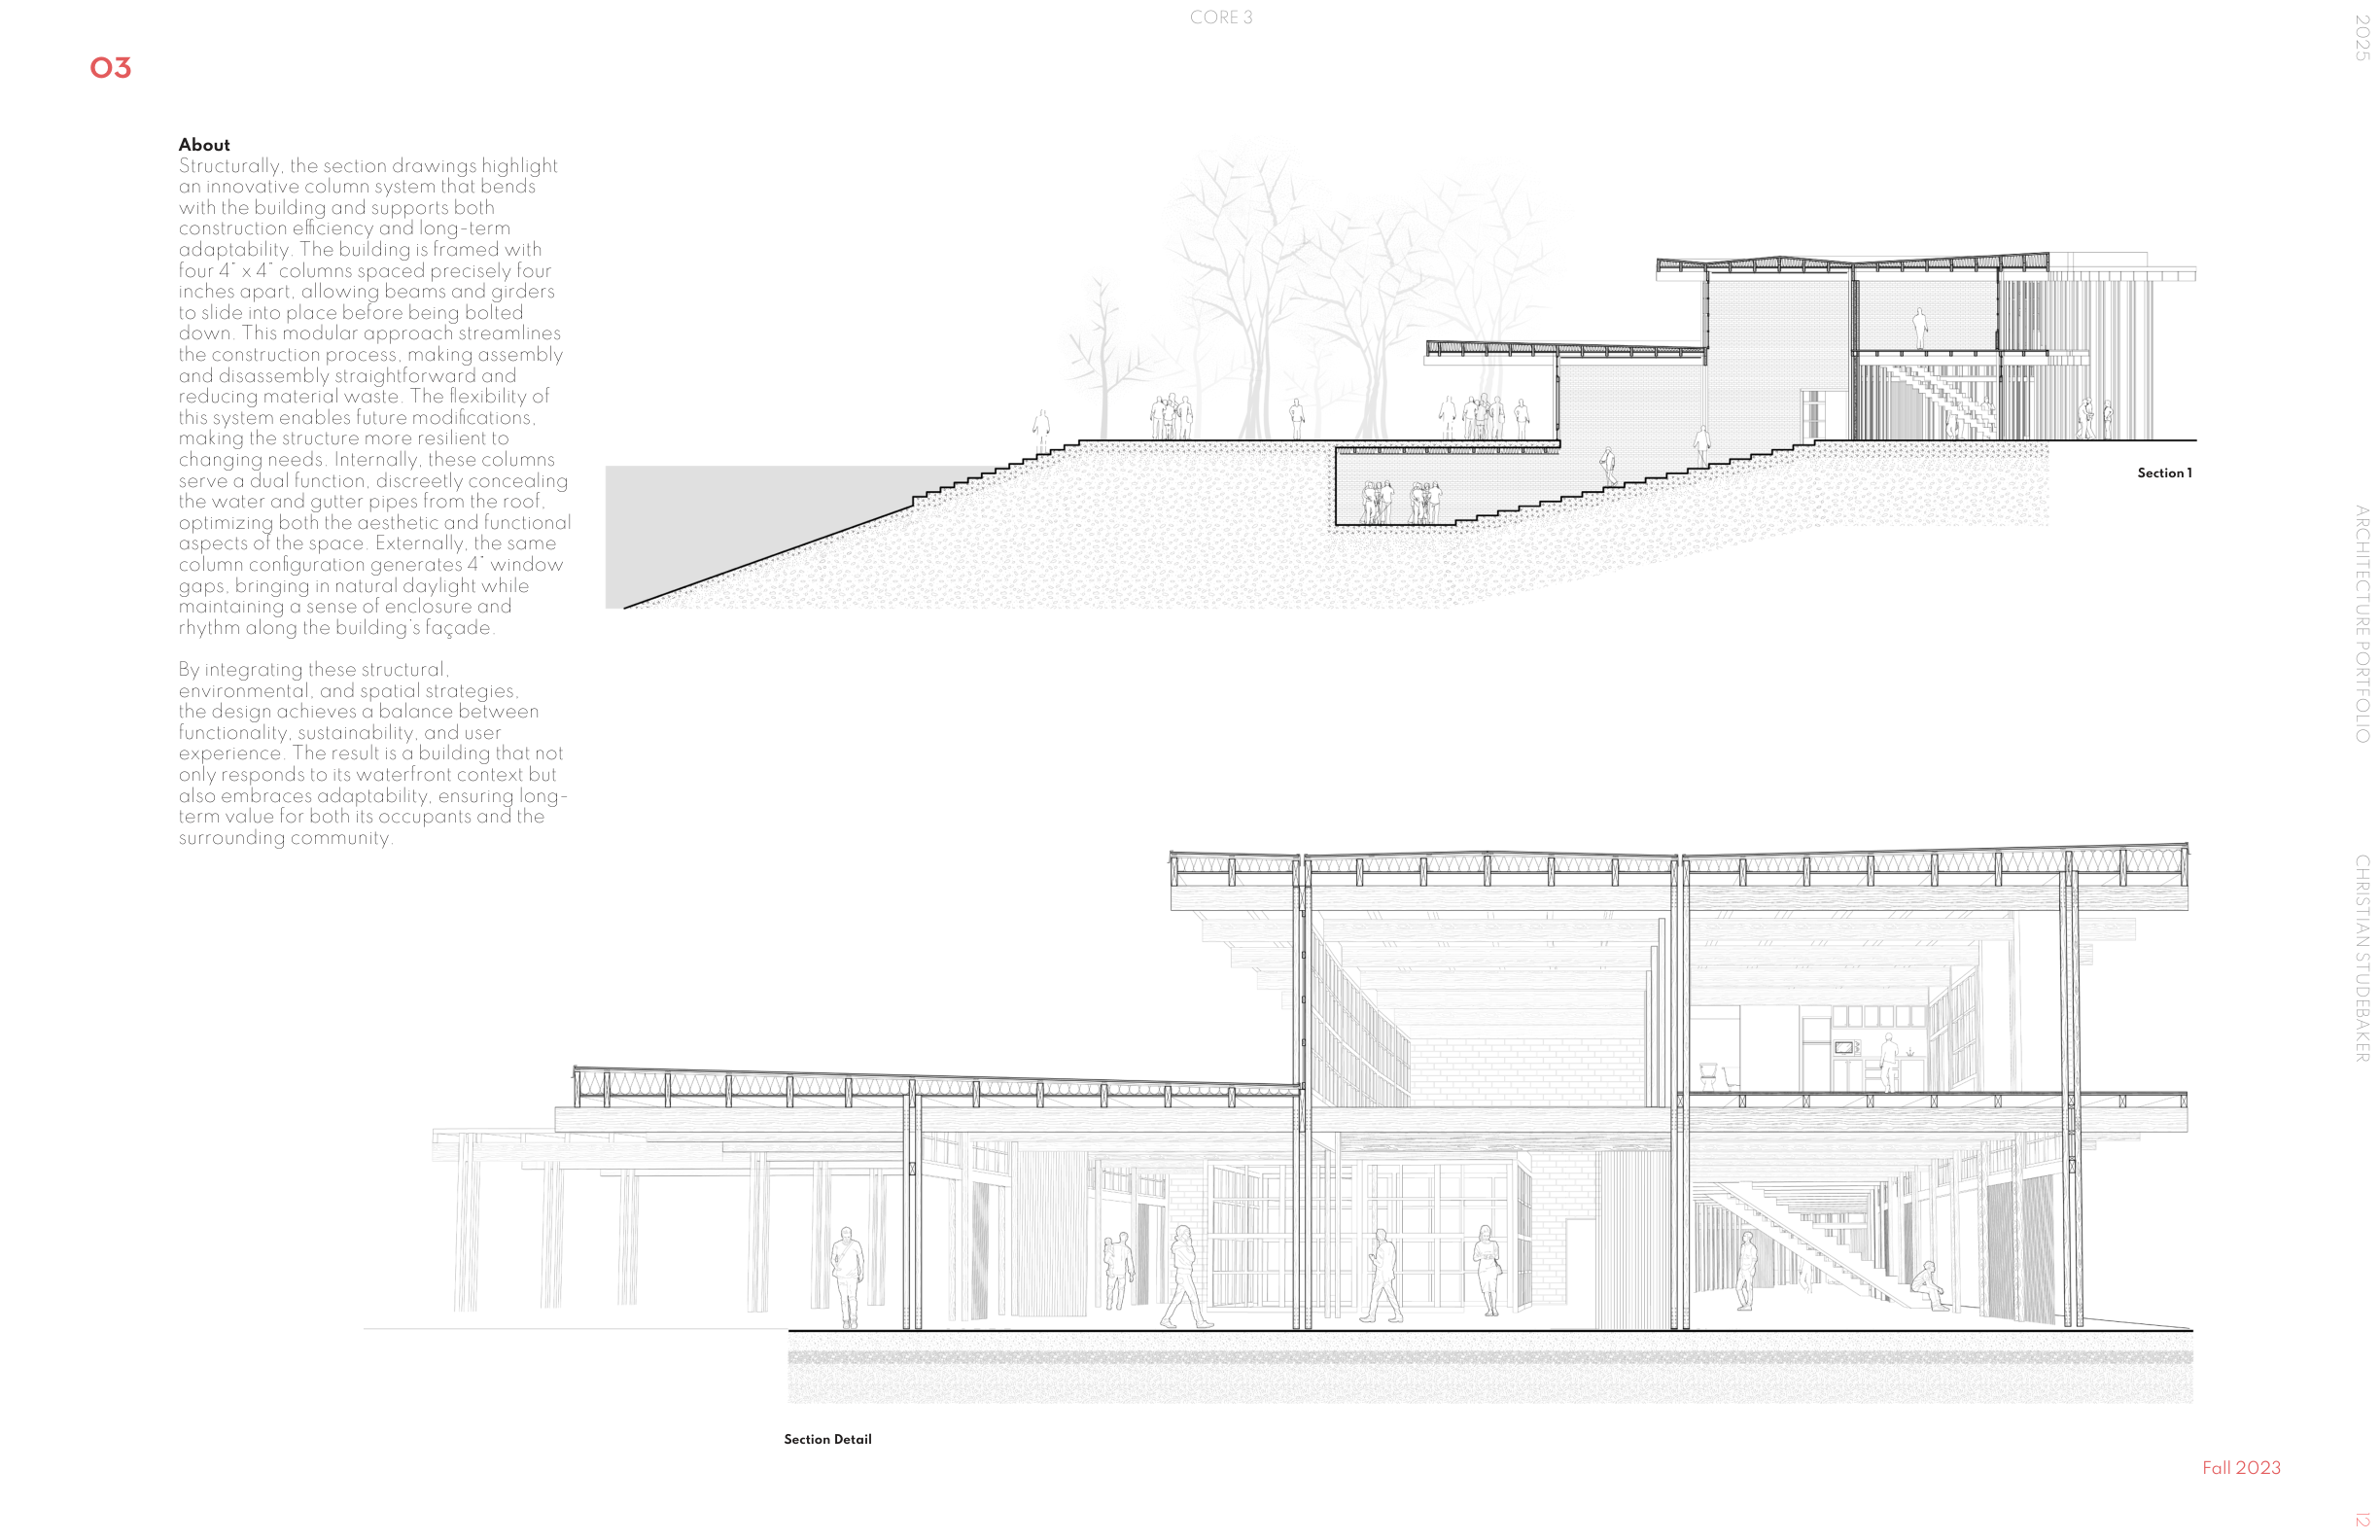 CORE 3
2025
03
About
Structurally, the section drawings highlight
an innovative column system that bends
with the building and supports both
construction efficiency and long-term
adaptability. The building is framed with
four 4” x 4” columns spaced precisely four
inches apart, allowing beams and girders
to slide into place before being bolted
down. This modular approach streamlines
the construction process, making assembly
and disassembly straightforward and
reducing material waste. The flexibility of
this system enables future modifications,
making the structure more resilient to
changing needs. Internally, these columns
serve a dual function, discreetly concealing
the water and gutter pipes from the roof,
optimizing both the aesthetic and functional
aspects of the space. Externally, the same
column configuration generates 4” window
gaps, bringing in natural daylight while
maintaining a sense of enclosure and
rhythm along the building’s façade.
By integrating these structural,
environmental, and spatial strategies,
the design achieves a balance between
functionality, sustainability, and user
experience. The result is a building that not
only responds to its waterfront context but
also embraces adaptability, ensuring long-
term value for both its occupants and the
surrounding community.
Section 1
ARCHITECTURE PORTFOLIO
CHRISTIAN STUDEBAKER
Section Detail
Fall 2023
12